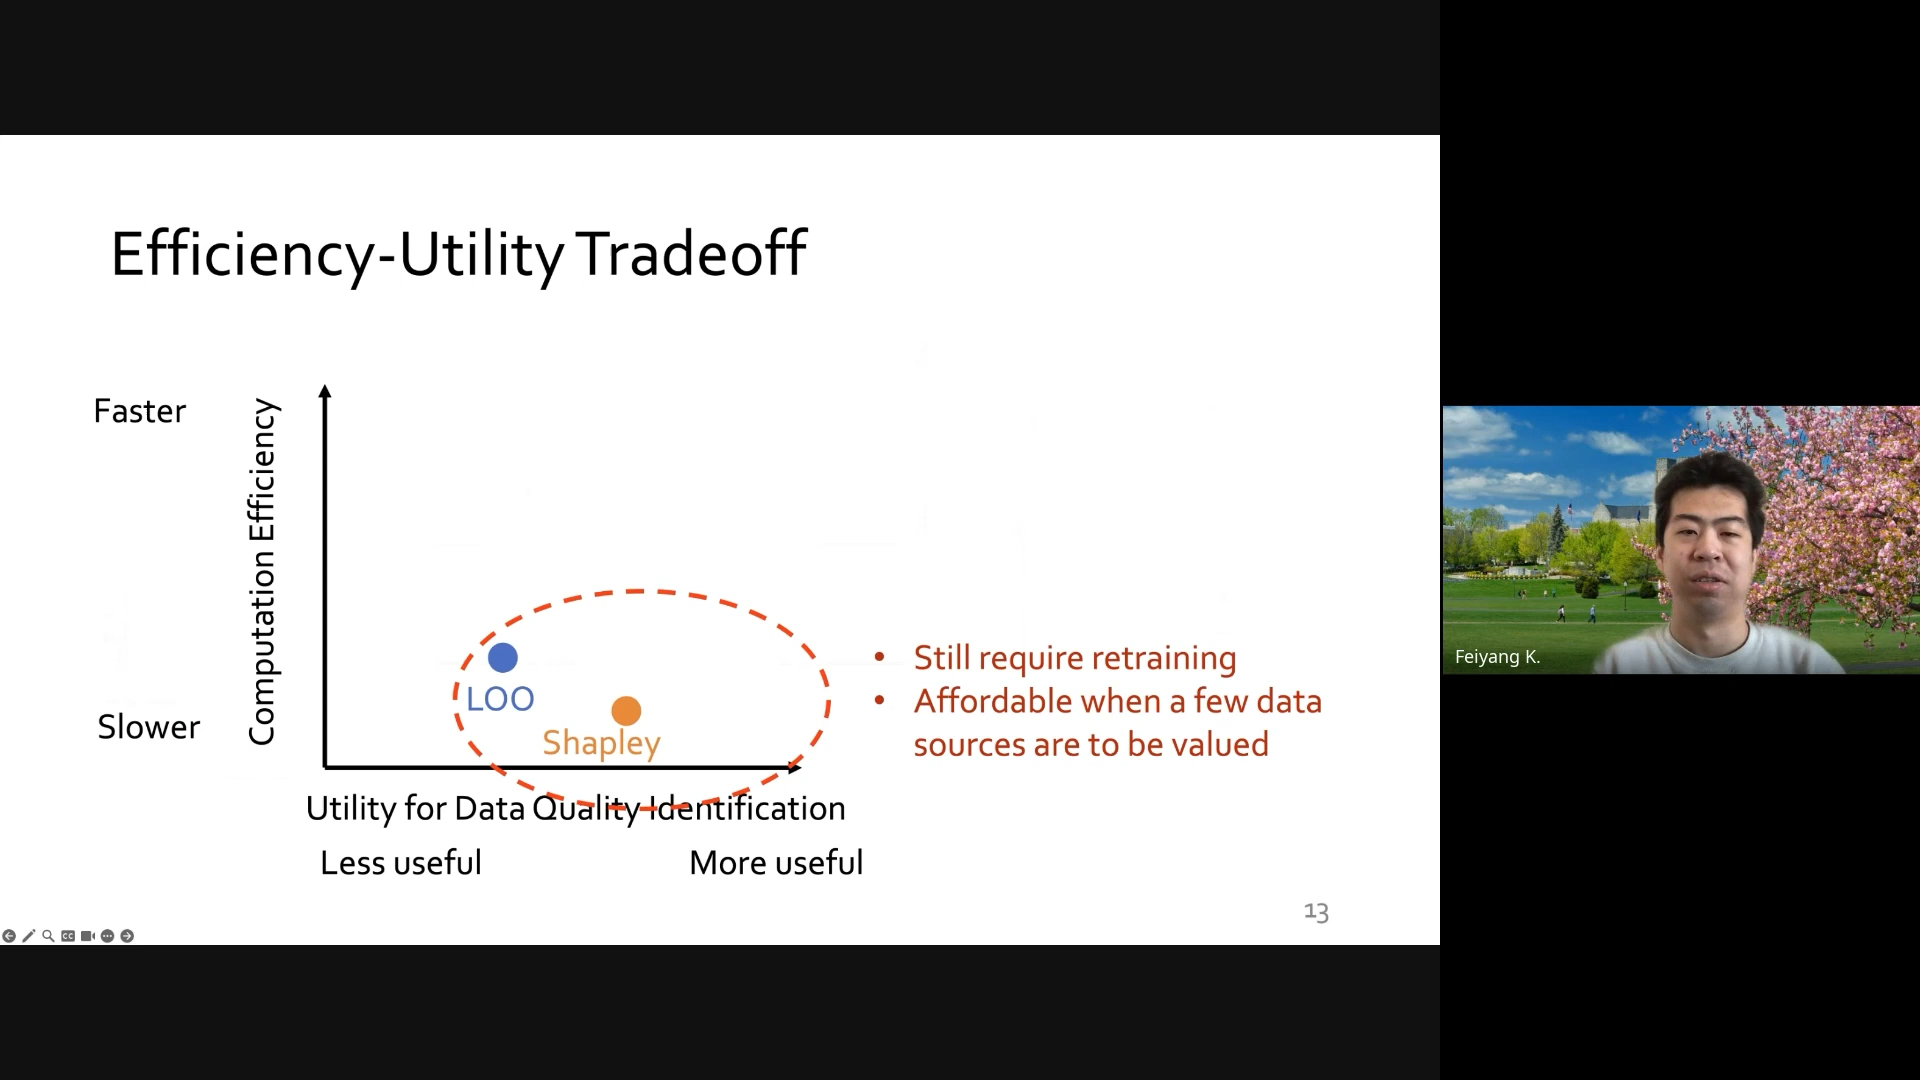 Efficiency-Utility Tradeoff
Faster
Computation Efficiency
Slower
LOO
Shapley
• Still require retraining
• Affordable when a few data
sources are to be valued
Utility for Data Quality Identification
Less useful
More useful
13
CC
Feiyang K.